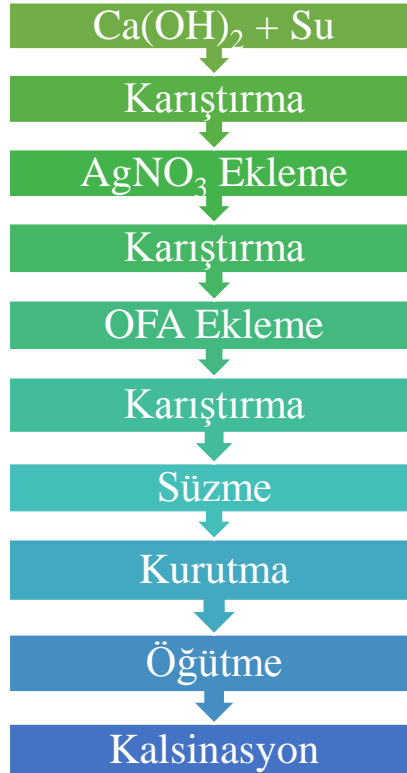 Ca(OH)₂ + Su
Karıştırma
AgNO₃ Ekleme
Karıştırma
OFA Ekleme
Karıştırma
Süzme
Kurutma
Öğütme
Kalsinasyon